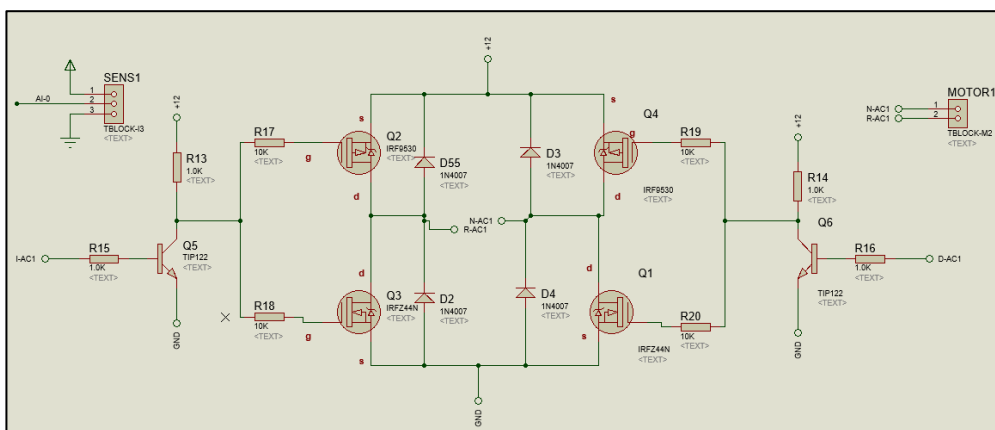 SENS1
1
2
3
AI-0
TBLOCK-I3
<TEXT>
+12
R13
1.0K
<TEXT>
I-AC1
R15
1.0K
<TEXT>
Q5
TIP122
<TEXT>
GND
R17
10K
<TEXT>
g
R18
10K
<TEXT>
g
s
Q2
IRF9530
<TEXT>
d
D55
1N4007
<TEXT>
d
Q3
IRFZ44N
<TEXT>
s
D2
1N4007
<TEXT>
+12
N-AC1
R-AC1
D3
1N4007
<TEXT>
D4
1N4007
<TEXT>
GND
s
Q4
g
IRF9530
<TEXT>
d
R19
10K
<TEXT>
d
Q1
IRFZ44N
<TEXT>
s
R20
10K
<TEXT>
MOTOR1
N-AC1
R-AC1
1
2
TBLOCK-M2
<TEXT>
+12
R14
1.0K
<TEXT>
Q6
TIP122
<TEXT>
R16
1.0K
<TEXT>
D-AC1
GND